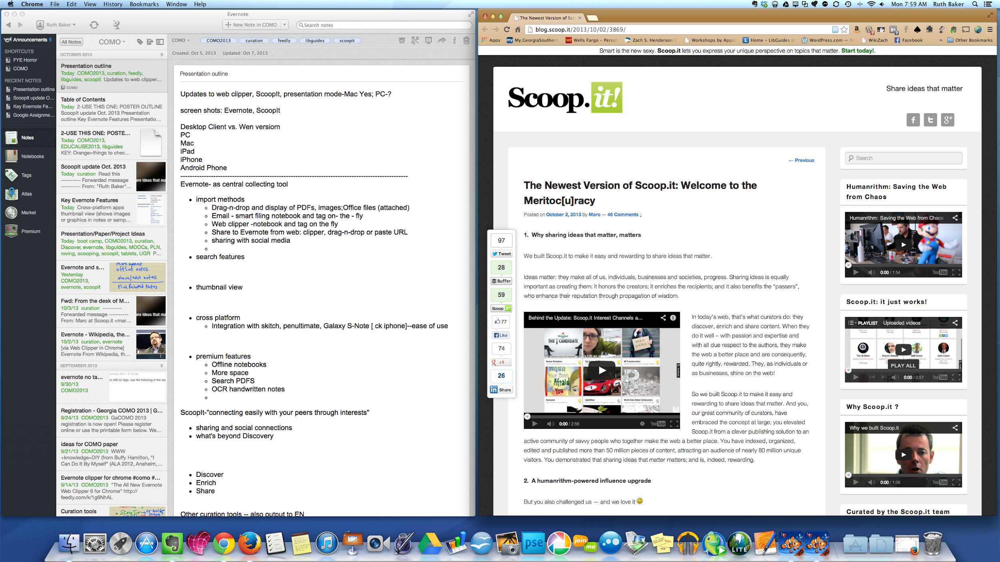 Chrome File Edit View History Bookmarks Window Help
Mon 7:59 AM Ruth Baker
Evernote
Ruth Baker
New Note in COMO
Search notes
Announcements 5
SHORTCUTS
FYE Horror
COMO
RECENT NOTES
Presentation outline
ScoopIt update O...
Key Evernote Fe...
Google Assignme...
Notes
Notebooks
Tags
Atlas
Market
Premium
All Notes
COMO
OCTOBER 2013 9
Presentation outline
Today COMO2013, curation, feedly,
libguides, scoopit Updates to web clipper...
COMO
Table of Contents
Today 2-USE THIS ONE: POSTER OUTLINE
ScoopIt update Oct. 2013 Presentation
outline Key Evernote Features Presentatio...
2-USE THIS ONE: POSTE...
Today COMO2013,
EDUCAUSE2013, libguides
KEY: Orange=things to chec...
ScoopIt update Oct. 2013
Today curation Read this
---------- Forwarded message
---------- From: "Ruth Baker"...
are Ideas that ma
Key Evernote Features
Today Cross-platform apps
thumbnail view (shows images
or graphics in notes or samp...
Presentation/Paper/Project Ideas
Today boot camp, COMO2013, curation,
Discover, evernote, libguides, MOOCs, PLN,
roving, scooping, scoopit, tablets, UGR P...
Evernote and s...
Yesterday
COMO2013,
evernote, scoopit
more space
offline notes
share/edit notes
Find Related Notes
Fwd: From the desk of M...
10/3/13 curation ----------
Forwarded message ----------
From: Marc at Scoop.it <mar...
are Ideas that ma
Evernote - Wikipedia, the...
10/2/13 curation, evernote
[via Web Clipper in Chrome]
Evernote From Wikipedia, th...
SEPTEMBER 2013 6
evernote no ta...
9/30/13
COMO2013
vember 2011 - 01:57 AM
es with no tags, use the following in the sea
Registration - Georgia COMO 2013 | G...
9/24/13 COMO2013 GaCOMO 2013
registration is now open! Please register
online or use the printable form below. We...
ideas for COMO paper
9/21/13 COMO2013 WWW
+knowledge=DIY (from Buffy Hamilton, "I
Can Do It By Myself" (ALA 2012, Anaheim,...
Evernote clipper for chrome #como #...
9/14/13 COMO2013 "The All New Evernote
Web Clipper 6 for Chrome" http://
feedly.com/k/1g6NhAL
Curation tools
COMO COMO2013 curation feedly libguides scoopit
Created: Oct 5, 2013 Updated: Oct 7, 2013
Presentation outline
Updates to web clipper, ScoopIt, presentation mode-Mac Yes; PC-?
screen shots: Evernote, ScoopIt
Desktop Client vs. Wen versiom
PC
Mac
iPad
iPhone
Android Phone
-------------------------------------------------------------------------------------------------
Evernote- as central collecting tool
• import methods
Drag-n-drop and display of PDFs, images;Office files (attached)
Email - smart filing notebook and tag on- the - fly
Web clipper -notebook and tag on the fly
Share to Evernote from web: clipper, drag-n-drop or paste URL
sharing with social media
• search features
• thumbnail view
• cross platform
Integration with skitch, penultimate, Galaxy S-Note [ ck iphone]--ease of use
• premium features
Offline notebooks
More space
Search PDFS
OCR handwritten notes
ScoopIt-"connecting easily with your peers through interests"
• sharing and social connections
• what's beyond Discovery
• Discover
• Enrich
• Share
Other curation tools -- also output to EN
The Newest Version of Sco
blog.scoop.it/2013/10/02/3869/
Apps My.GeorgiaSouthern Wells Fargo – Person Zach S. Henderson L Workshops by Appo Home – LibGuides at WordPress.com — Y WikiZach Facebook » Other Bookmarks
Smart is the new sexy. Scoop.it lets you express your unique perspective on topics that matter. Start today!.
Scoop.it!
Share ideas that matter
← Previous
The Newest Version of Scoop.it: Welcome to the
Meritoc[u]racy
Posted on October 2, 2013 by Marc — 46 Comments ↓
1. Why sharing ideas that matter, matters
We built Scoop.it to make it easy and rewarding to share ideas that matter.
Ideas matter: they make all of us, individuals, businesses and societies, progress. Sharing ideas is equally
important as creating them: it honors the creators; it enriches the recipients; and it also benefits the “passers”,
who enhance their reputation through propagation of wisdom.
97
Tweet
28
Buffer
59
Scoop it!
77
Like
74
+1
26
in Share
Behind the Update: Scoop.it Interest Channels a...
THE CANDIDATE
NEED WORK
Human Workplace
HR Transformation
When Your Boss is Afraid of You
Humanize
digitalNow
World Class Global Collaboration
0:00 / 2:56 YouTube
In today's web, that's what curators do: they
discover, enrich and share content. When they
do it well – with passion and expertise and
with all due respect to the authors, they make
the web a better place and are consequently,
quite rightly, rewarded. They, as individuals or
as businesses, shine on the web!
So we built Scoop.it to make it easy and
rewarding to share ideas that matter. And you,
our great community of curators, have
embraced the concept at large; you elevated
Scoop.it from a clever publishing solution to an
active community of savvy people who together make the web a better place. You have indexed, organized,
edited and published more than 50 million pieces of content, attracting an audience of nearly 80 million unique
visitors. You demonstrated that sharing ideas that matter matters; and is, indeed, rewarding.
2. A humanrithm-powered influence upgrade
But you also challenged us — and we love it
Search
Humanrithm: Saving the Web
from Chaos
Humanrithm: Saving the Web from Chaos
0:00 / 1:54 YouTube
Scoop.it: it just works!
PLAYLIST Uploaded videos
The QI Elves Vincent Demay Seth Dixon John Evans
PLAY ALL
0:00 / 0:57 YouTube
Why Scoop.it ?
Why we built Scoop.it
0:00 / 1:06 YouTube
Curated by the Scoop.it team
pse
join me
LITE
HD
HD